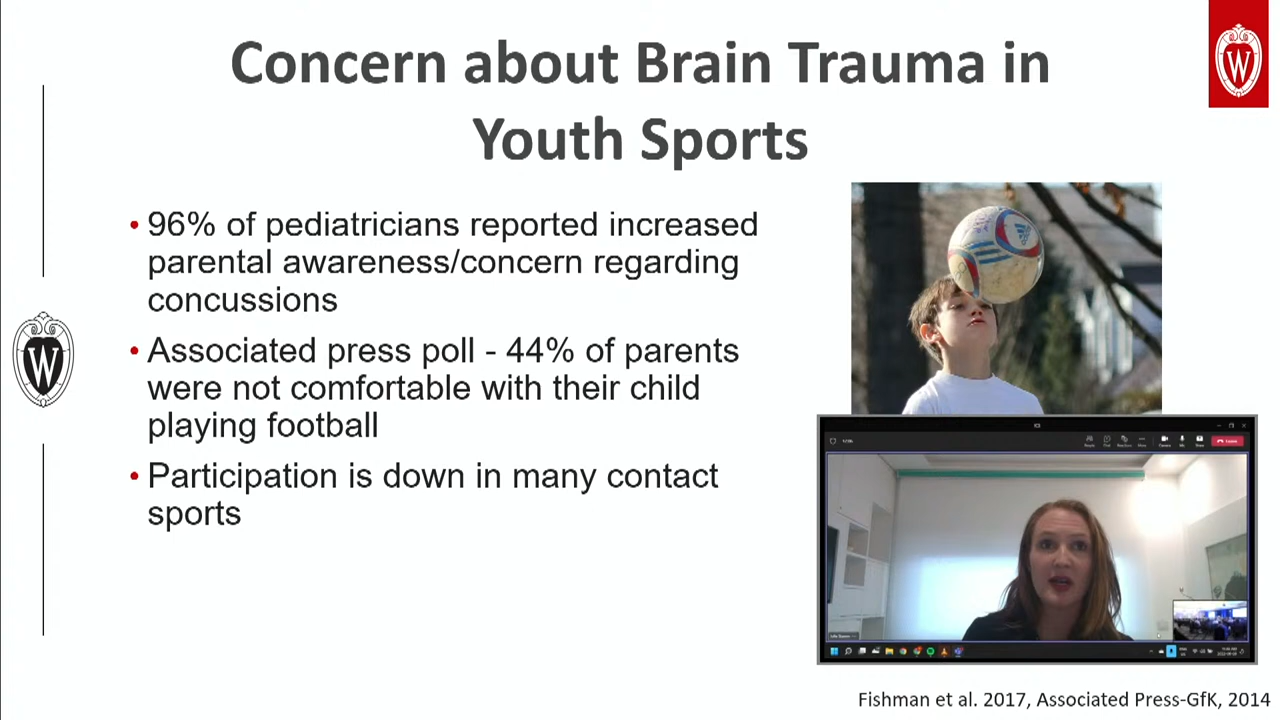 Concern about Brain Trauma in
Youth Sports
W
• 96% of pediatricians reported increased
parental awareness/concern regarding
concussions
• Associated press poll - 44% of parents
were not comfortable with their child
playing football
• Participation is down in many contact
sports
W
Leave
Fishman et al. 2017, Associated Press-GfK, 2014